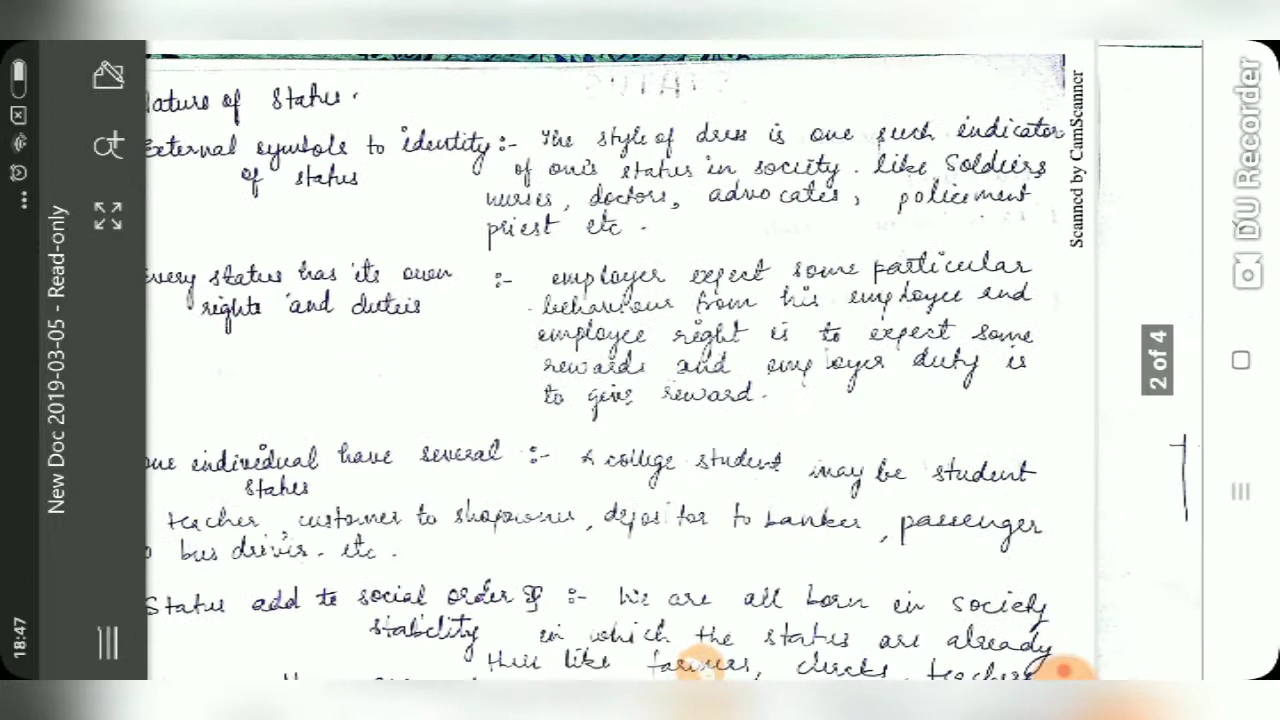 Nature of Status.
External symbols to identity :- The style of dress is one such indicator
of status
of one's status in society. like Soldiers
nurses, doctors, advocates, policement
priest etc.
Every status has its own :- employer expect some particular
rights and duteis
behaviour from his employee and
employee right is to expect some
rewards and employer duty is
to give reward.
one individual have several :- A college student may be student
states
teacher, customer to shopowner, depositor to banker, passenger
bus driver. etc.
Status add to social order & :- We are all born in society
stability
in which the status are already
there like farmers, clerks, teachers
Scanned by CamScanner
New Doc 2019-03-05 - Read-only
18:47
2 of 4
DU Recorder